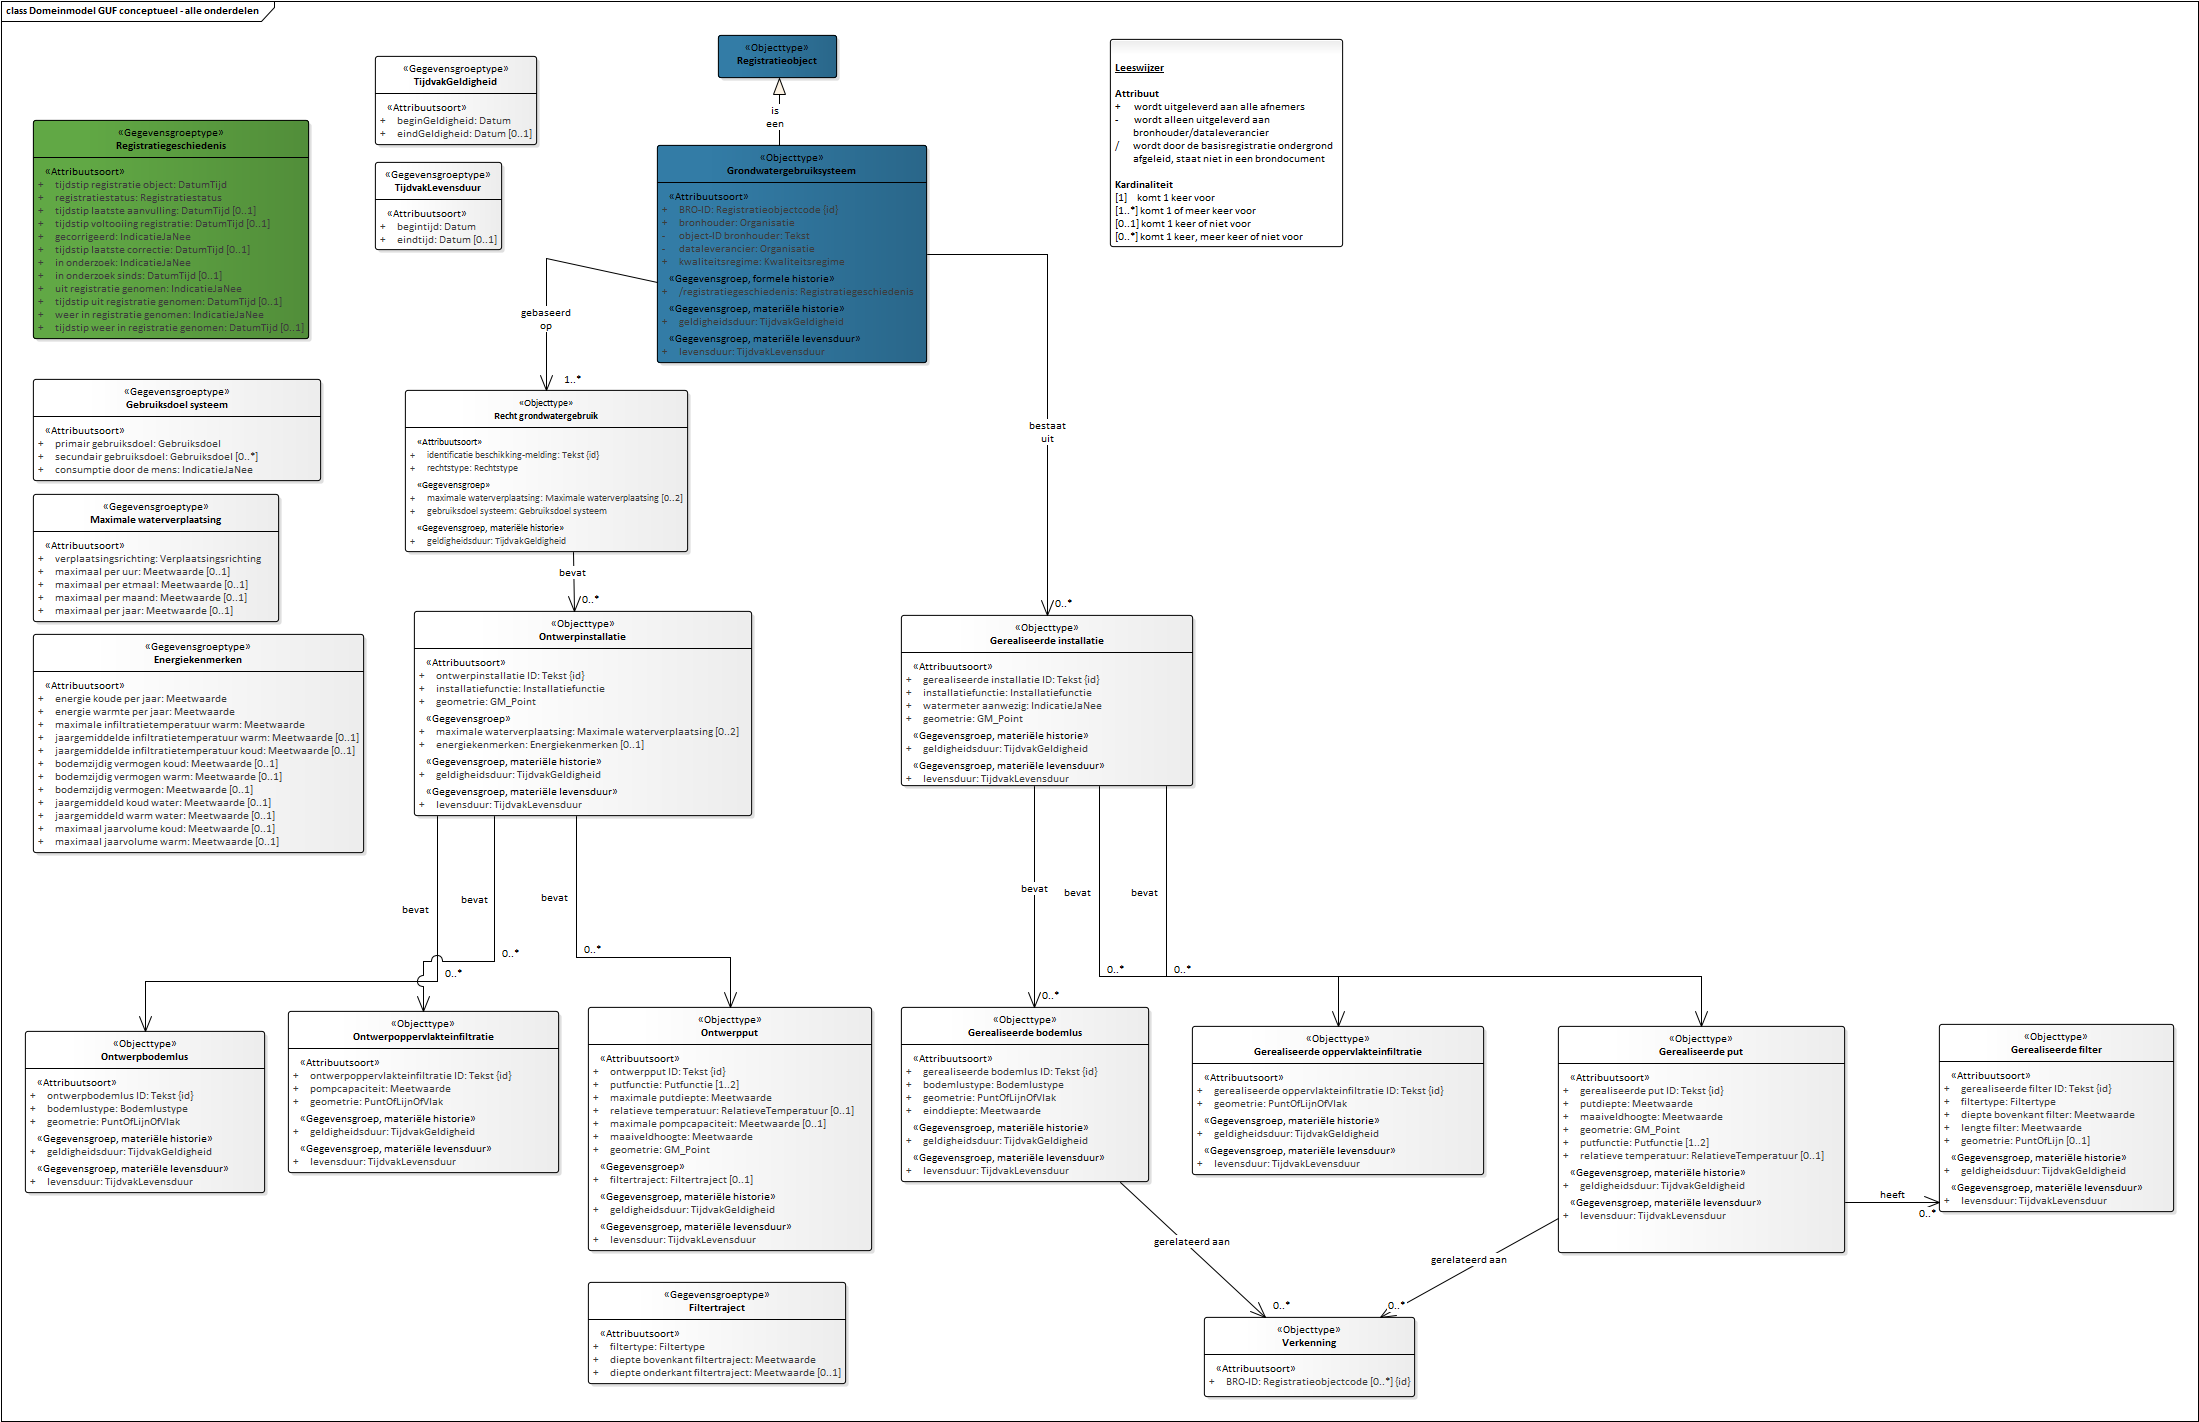 class Domeinmodel GUF conceptueel - alle onderdelen
«Objecttype»
Registratieobject
is
een
Leeswijzer
Attribuut
+ wordt uitgeleverd aan alle afnemers
- wordt alleen uitgeleverd aan
bronhouder/dataleverancier
/ wordt door de basisregistratie ondergrond
afgeleid, staat niet in een brondocument
Kardinaliteit
[1] komt 1 keer voor
[1..*] komt 1 of meer keer voor
[0..1] komt 1 keer of niet voor
[0..*] komt 1 keer, meer keer of niet voor
«Gegevensgroeptype»
TijdvakGeldigheid
«Attribuutsoort»
+ beginGeldigheid: Datum
+ eindGeldigheid: Datum [0..1]
«Gegevensgroeptype»
TijdvakLevensduur
«Attribuutsoort»
+ begintijd: Datum
+ eindtijd: Datum [0..1]
«Gegevensgroeptype»
Registratiegeschiedenis
«Attribuutsoort»
+ tijdstip registratie object: DatumTijd
+ registratiestatus: Registratiestatus
+ tijdstip laatste aanvulling: DatumTijd [0..1]
+ tijdstip voltooiing registratie: DatumTijd [0..1]
+ gecorrigeerd: IndicatieJaNee
+ tijdstip laatste correctie: DatumTijd [0..1]
+ in onderzoek: IndicatieJaNee
+ in onderzoek sinds: DatumTijd [0..1]
+ uit registratie genomen: IndicatieJaNee
+ tijdstip uit registratie genomen: DatumTijd [0..1]
+ weer in registratie genomen: IndicatieJaNee
+ tijdstip weer in registratie genomen: DatumTijd [0..1]
«Objecttype»
Grondwatergebruiksysteem
«Attribuutsoort»
+ BRO-ID: Registratieobjectcode {id}
+ bronhouder: Organisatie
- object-ID bronhouder: Tekst
- dataleverancier: Organisatie
+ kwaliteitsregime: Kwaliteitsregime
«Gegevensgroep, formele historie»
+ /registratiegeschiedenis: Registratiegeschiedenis
«Gegevensgroep, materiële historie»
+ geldigheidsduur: TijdvakGeldigheid
«Gegevensgroep, materiële levensduur»
+ levensduur: TijdvakLevensduur
gebaseerd
op
1..*
bestaat
uit
0..*
«Gegevensgroeptype»
Gebruiksdoel systeem
«Attribuutsoort»
+ primair gebruiksdoel: Gebruiksdoel
+ secundair gebruiksdoel: Gebruiksdoel [0..*]
+ consumptie door de mens: IndicatieJaNee
«Gegevensgroeptype»
Maximale waterverplaatsing
«Attribuutsoort»
+ verplaatsingsrichting: Verplaatsingsrichting
+ maximaal per uur: Meetwaarde [0..1]
+ maximaal per etmaal: Meetwaarde [0..1]
+ maximaal per maand: Meetwaarde [0..1]
+ maximaal per jaar: Meetwaarde [0..1]
«Gegevensgroeptype»
Energiekenmerken
«Attribuutsoort»
+ energie koude per jaar: Meetwaarde
+ energie warmte per jaar: Meetwaarde
+ maximale infiltratietemperatuur warm: Meetwaarde
+ jaargemiddelde infiltratietemperatuur warm: Meetwaarde [0..1]
+ jaargemiddelde infiltratietemperatuur koud: Meetwaarde [0..1]
+ bodemzijdig vermogen koud: Meetwaarde [0..1]
+ bodemzijdig vermogen warm: Meetwaarde [0..1]
+ bodemzijdig vermogen: Meetwaarde [0..1]
+ jaargemiddeld koud water: Meetwaarde [0..1]
+ jaargemiddeld warm water: Meetwaarde [0..1]
+ maximaal jaarvolume koud: Meetwaarde [0..1]
+ maximaal jaarvolume warm: Meetwaarde [0..1]
«Objecttype»
Recht grondwatergebruik
«Attribuutsoort»
+ identificatie beschikking-melding: Tekst {id}
+ rechtstype: Rechtstype
«Gegevensgroep»
+ maximale waterverplaatsing: Maximale waterverplaatsing [0..2]
+ gebruiksdoel systeem: Gebruiksdoel systeem
«Gegevensgroep, materiële historie»
+ geldigheidsduur: TijdvakGeldigheid
bevat
0..*
«Objecttype»
Ontwerpinstallatie
«Attribuutsoort»
+ ontwerpinstallatie ID: Tekst {id}
+ installatiefunctie: Installatiefunctie
+ geometrie: GM_Point
«Gegevensgroep»
+ maximale waterverplaatsing: Maximale waterverplaatsing [0..2]
+ energiekenmerken: Energiekenmerken [0..1]
«Gegevensgroep, materiële historie»
+ geldigheidsduur: TijdvakGeldigheid
«Gegevensgroep, materiële levensduur»
+ levensduur: TijdvakLevensduur
«Objecttype»
Gerealiseerde installatie
«Attribuutsoort»
+ gerealiseerde installatie ID: Tekst {id}
+ installatiefunctie: Installatiefunctie
+ watermeter aanwezig: IndicatieJaNee
+ geometrie: GM_Point
«Gegevensgroep, materiële historie»
+ geldigheidsduur: TijdvakGeldigheid
«Gegevensgroep, materiële levensduur»
+ levensduur: TijdvakLevensduur
bevat
bevat
bevat
0..*
0..*
0..*
bevat
bevat
bevat
0..*
0..*
0..*
«Objecttype»
Ontwerpbodemlus
«Attribuutsoort»
+ ontwerpbodemlus ID: Tekst {id}
+ bodemlustype: Bodemlustype
+ geometrie: PuntOfLijnOfVlak
«Gegevensgroep, materiële historie»
+ geldigheidsduur: TijdvakGeldigheid
«Gegevensgroep, materiële levensduur»
+ levensduur: TijdvakLevensduur
«Objecttype»
Ontwerpoppervlakteinfiltratie
«Attribuutsoort»
+ ontwerpoppervlakteinfiltratie ID: Tekst {id}
+ pompcapaciteit: Meetwaarde
+ geometrie: PuntOfLijnOfVlak
«Gegevensgroep, materiële historie»
+ geldigheidsduur: TijdvakGeldigheid
«Gegevensgroep, materiële levensduur»
+ levensduur: TijdvakLevensduur
«Objecttype»
Ontwerpput
«Attribuutsoort»
+ ontwerpput ID: Tekst {id}
+ putfunctie: Putfunctie [1..2]
+ maximale putdiepte: Meetwaarde
+ relatieve temperatuur: RelatieveTemperatuur [0..1]
+ maximale pompcapaciteit: Meetwaarde [0..1]
+ maaiveldhoogte: Meetwaarde
+ geometrie: GM_Point
«Gegevensgroep»
+ filtertraject: Filtertraject [0..1]
«Gegevensgroep, materiële historie»
+ geldigheidsduur: TijdvakGeldigheid
«Gegevensgroep, materiële levensduur»
+ levensduur: TijdvakLevensduur
«Objecttype»
Gerealiseerde bodemlus
«Attribuutsoort»
+ gerealiseerde bodemlus ID: Tekst {id}
+ bodemlustype: Bodemlustype
+ geometrie: PuntOfLijnOfVlak
+ einddiepte: Meetwaarde
«Gegevensgroep, materiële historie»
+ geldigheidsduur: TijdvakGeldigheid
«Gegevensgroep, materiële levensduur»
+ levensduur: TijdvakLevensduur
«Objecttype»
Gerealiseerde oppervlakteinfiltratie
«Attribuutsoort»
+ gerealiseerde oppervlakteinfiltratie ID: Tekst {id}
+ geometrie: PuntOfLijnOfVlak
«Gegevensgroep, materiële historie»
+ geldigheidsduur: TijdvakGeldigheid
«Gegevensgroep, materiële levensduur»
+ levensduur: TijdvakLevensduur
«Objecttype»
Gerealiseerde put
«Attribuutsoort»
+ gerealiseerde put ID: Tekst {id}
+ putdiepte: Meetwaarde
+ maaiveldhoogte: Meetwaarde
+ geometrie: GM_Point
+ putfunctie: Putfunctie [1..2]
+ relatieve temperatuur: RelatieveTemperatuur [0..1]
«Gegevensgroep, materiële historie»
+ geldigheidsduur: TijdvakGeldigheid
«Gegevensgroep, materiële levensduur»
+ levensduur: TijdvakLevensduur
heeft
0..*
«Objecttype»
Gerealiseerde filter
«Attribuutsoort»
+ gerealiseerde filter ID: Tekst {id}
+ filtertype: Filtertype
+ diepte bovenkant filter: Meetwaarde
+ lengte filter: Meetwaarde
+ geometrie: PuntOfLijn [0..1]
«Gegevensgroep, materiële historie»
+ geldigheidsduur: TijdvakGeldigheid
«Gegevensgroep, materiële levensduur»
+ levensduur: TijdvakLevensduur
gerelateerd aan
0..*
gerelateerd aan
0..*
«Gegevensgroeptype»
Filtertraject
«Attribuutsoort»
+ filtertype: Filtertype
+ diepte bovenkant filtertraject: Meetwaarde
+ diepte onderkant filtertraject: Meetwaarde [0..1]
«Objecttype»
Verkenning
«Attribuutsoort»
+ BRO-ID: Registratieobjectcode [0..*] {id}